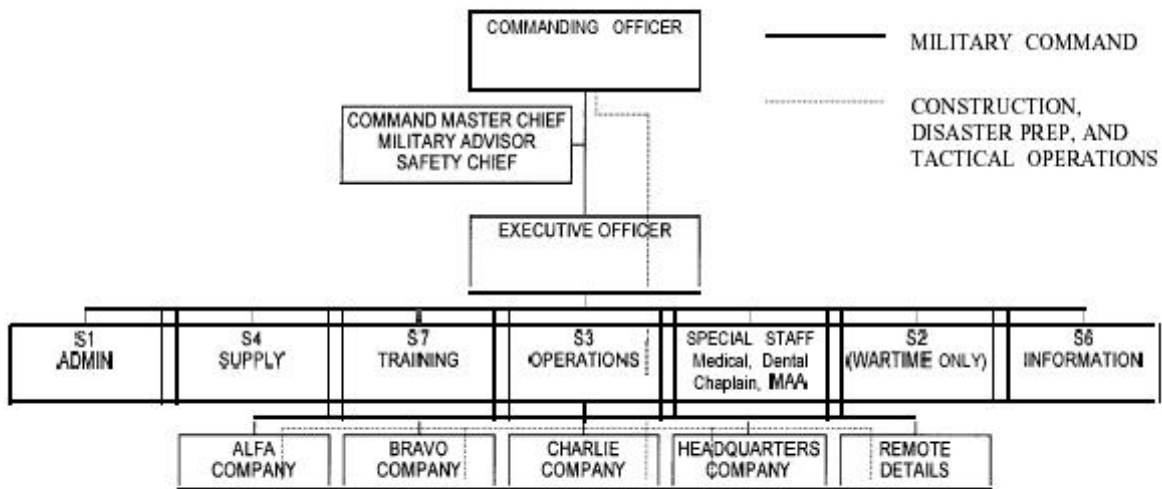 COMMANDING OFFICER
MILITARY COMMAND
CONSTRUCTION,
DISASTER PREP, AND
TACTICAL OPERATIONS
COMMAND MASTER CHIEF
MILITARY ADVISOR
SAFETY CHIEF
EXECUTIVE OFFICER
S1
ADMIN
S4
SUPPLY
S7
TRAINING
S3
OPERATIONS
SPECIAL STAFF
Medical, Dental
Chaplain, MAA
S2
(WARTIME ONLY)
S6
INFORMATION
ALFA
COMPANY
BRAVO
COMPANY
CHARLIE
COMPANY
HEADQUARTERS
COMPANY
REMOTE
DETAILS